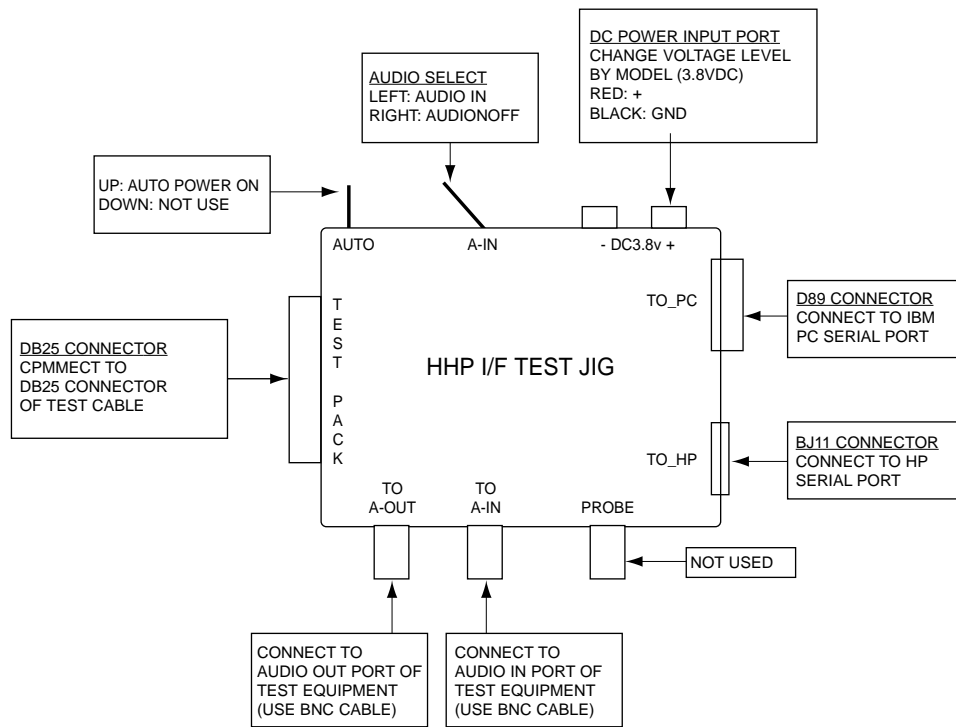 DC POWER INPUT PORT
CHANGE VOLTAGE LEVEL
BY MODEL (3.8VDC)
RED: +
BLACK: GND
AUDIO SELECT
LEFT: AUDIO IN
RIGHT: AUDIONOFF
UP: AUTO POWER ON
DOWN: NOT USE
AUTO
A-IN
- DC3.8v +
TO_PC
D89 CONNECTOR
CONNECT TO IBM
PC SERIAL PORT
DB25 CONNECTOR
CPMMECT TO
DB25 CONNECTOR
OF TEST CABLE
TEST PACK
HHP I/F TEST JIG
TO_HP
BJ11 CONNECTOR
CONNECT TO HP
SERIAL PORT
TO
A-OUT
TO
A-IN
PROBE
NOT USED
CONNECT TO
AUDIO OUT PORT OF
TEST EQUIPMENT
(USE BNC CABLE)
CONNECT TO
AUDIO IN PORT OF
TEST EQUIPMENT
(USE BNC CABLE)